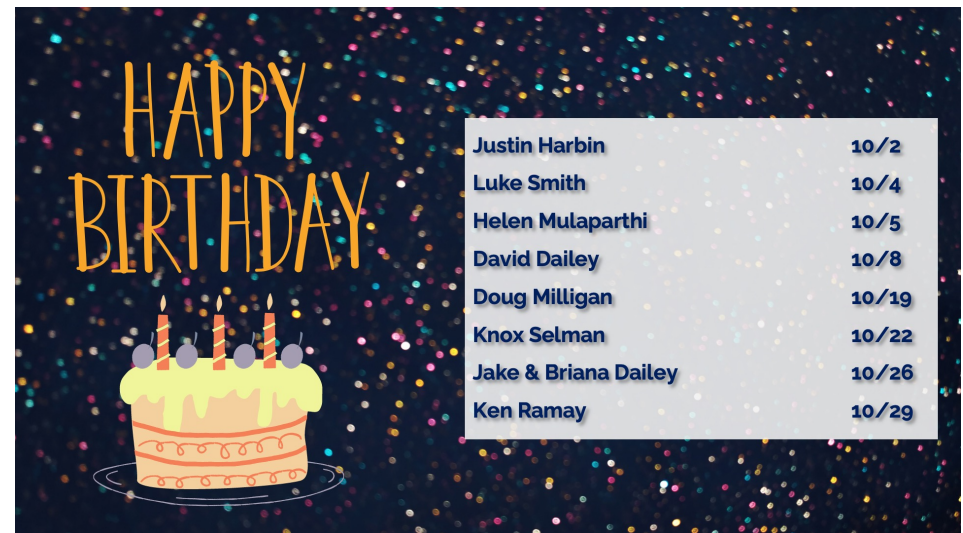 HAPPY
BIRTHDAY
Justin Harbin 10/2
Luke Smith 10/4
Helen Mulaparthi 10/5
David Dailey 10/8
Doug Milligan 10/19
Knox Selman 10/22
Jake & Briana Dailey 10/26
Ken Ramay 10/29